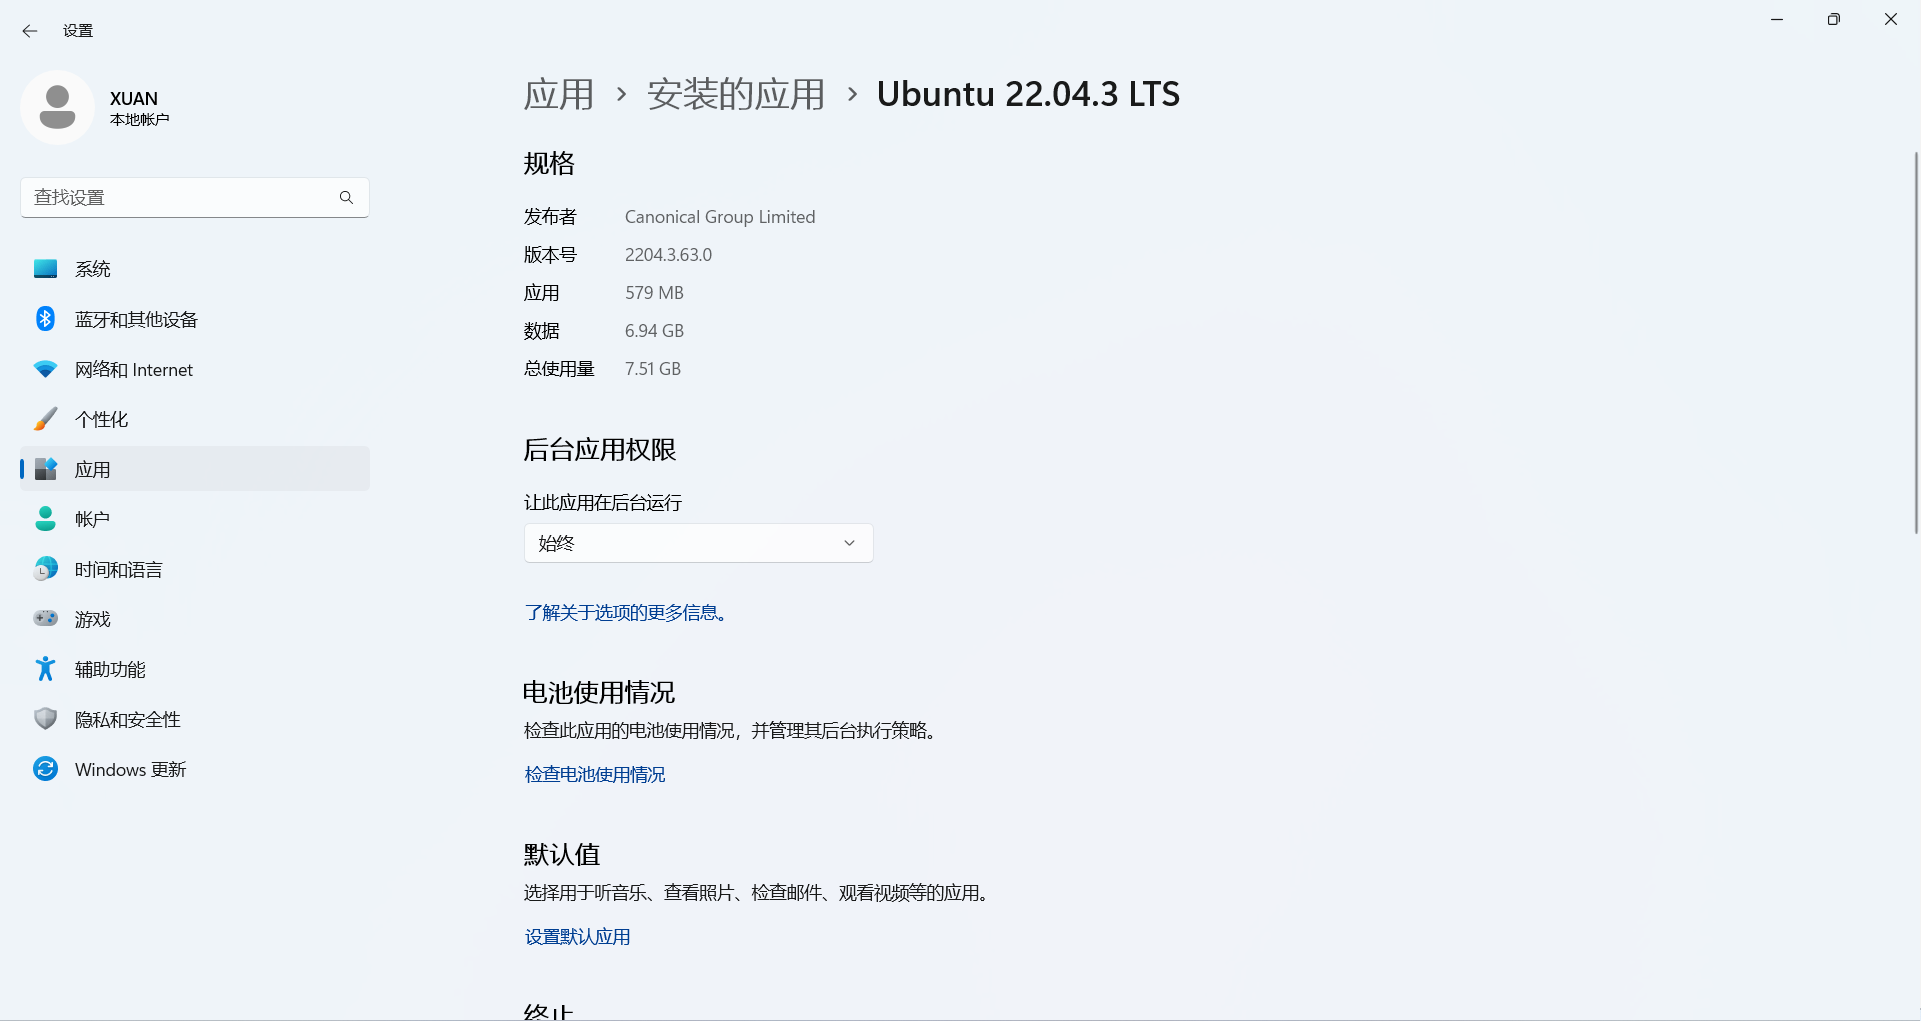 设置
XUAN
本地帐户
查找设置
系统
蓝牙和其他设备
网络和 Internet
个性化
应用
帐户
时间和语言
游戏
辅助功能
隐私和安全性
Windows 更新
应用 › 安装的应用 › Ubuntu 22.04.3 LTS
规格
发布者 Canonical Group Limited
版本号 2204.3.63.0
应用 579 MB
数据 6.94 GB
总使用量 7.51 GB
后台应用权限
让此应用在后台运行
始终
了解关于选项的更多信息。
电池使用情况
检查此应用的电池使用情况，并管理其后台执行策略。
检查电池使用情况
默认值
选择用于听音乐、查看照片、检查邮件、观看视频等的应用。
设置默认应用
终止